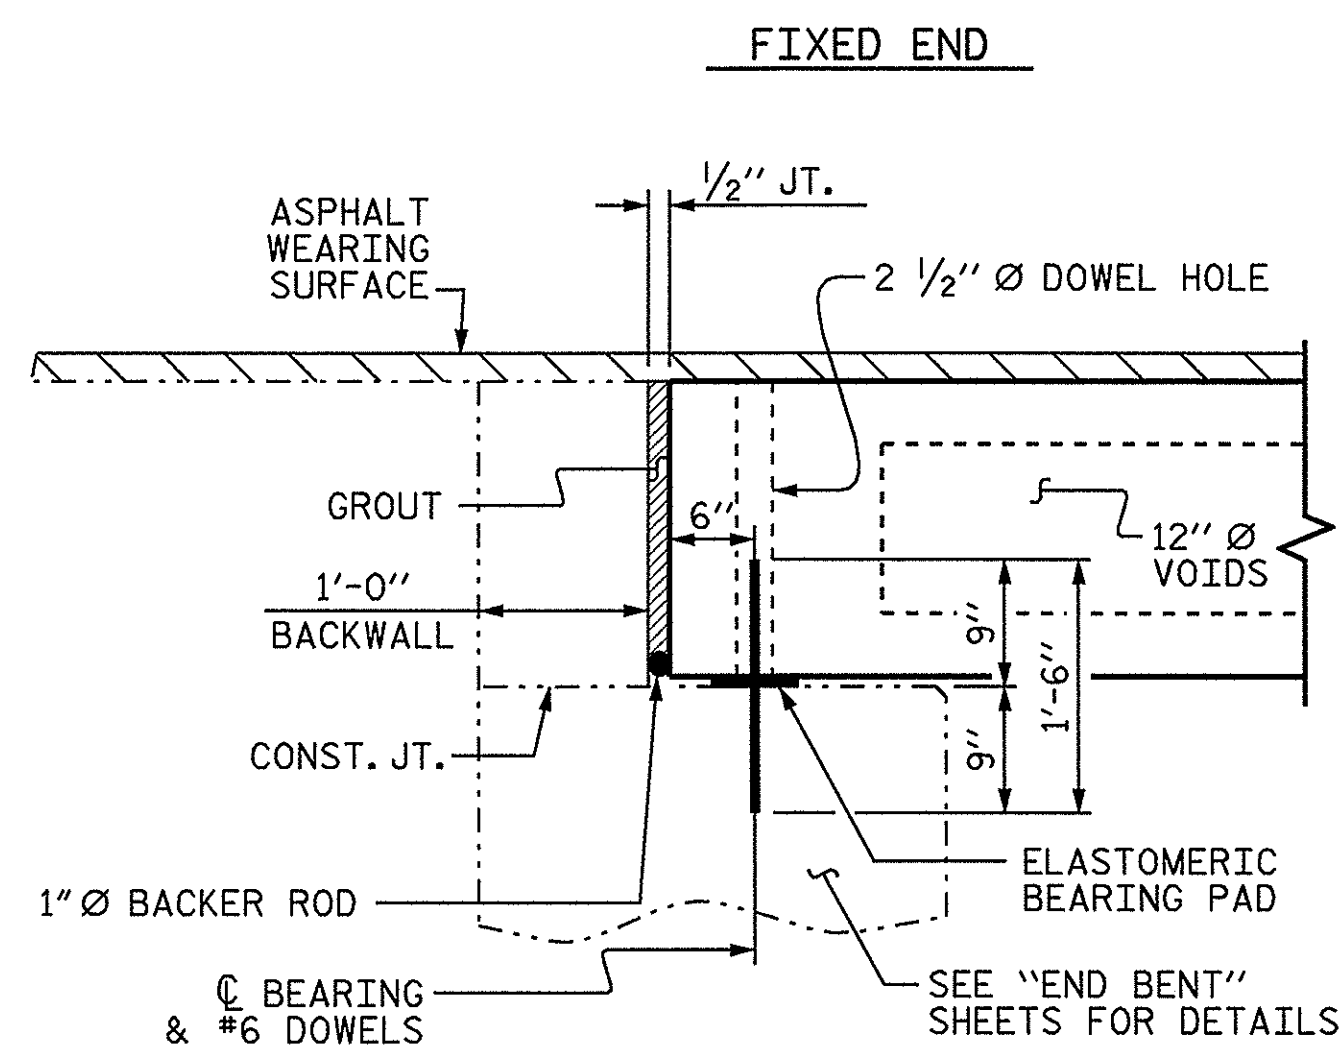 FIXED END
1/2" JT.
ASPHALT
WEARING
SURFACE
2 1/2" Ø DOWEL HOLE
GROUT
6"
12" Ø
VOIDS
1'-0"
BACKWALL
9"
1'-6"
9"
CONST. JT.
ELASTOMERIC
BEARING PAD
1" Ø BACKER ROD
℄ BEARING
& #6 DOWELS
SEE "END BENT"
SHEETS FOR DETAILS